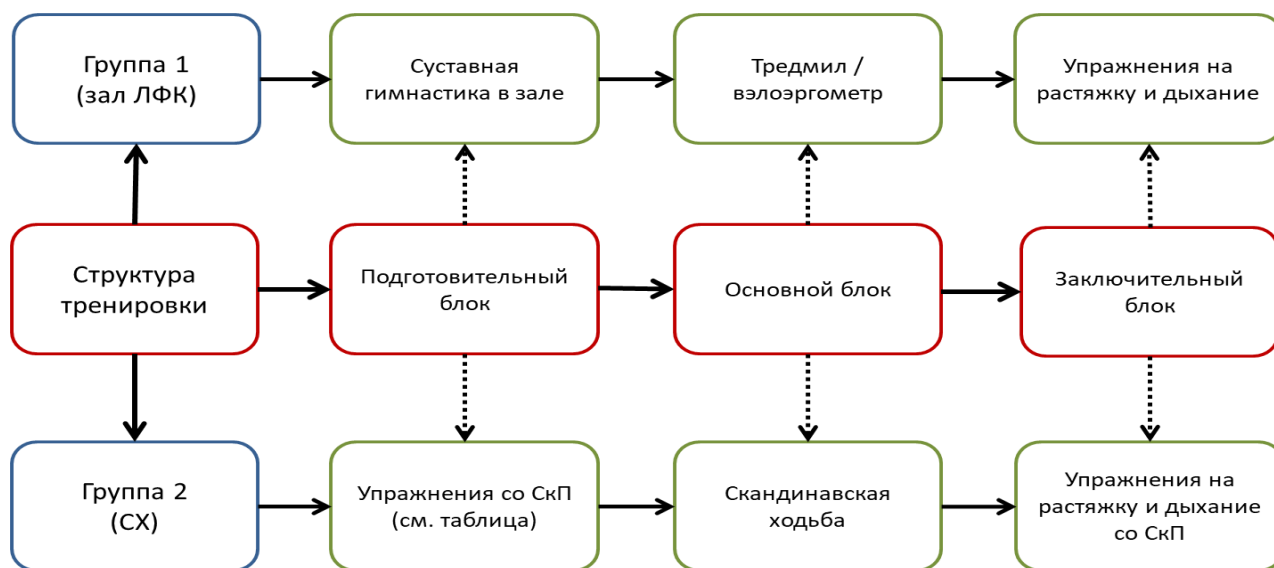 Группа 1
(зал ЛФК)
Суставная
гимнастика в зале
Тредмил /
вэлоэргометр
Упражнения на
растяжку и дыхание
Структура
тренировки
Подготовительный
блок
Основной блок
Заключительный
блок
Группа 2
(СХ)
Упражнения со СкП
(см. таблица)
Скандинавская
ходьба
Упражнения на
растяжку и дыхание
со СкП